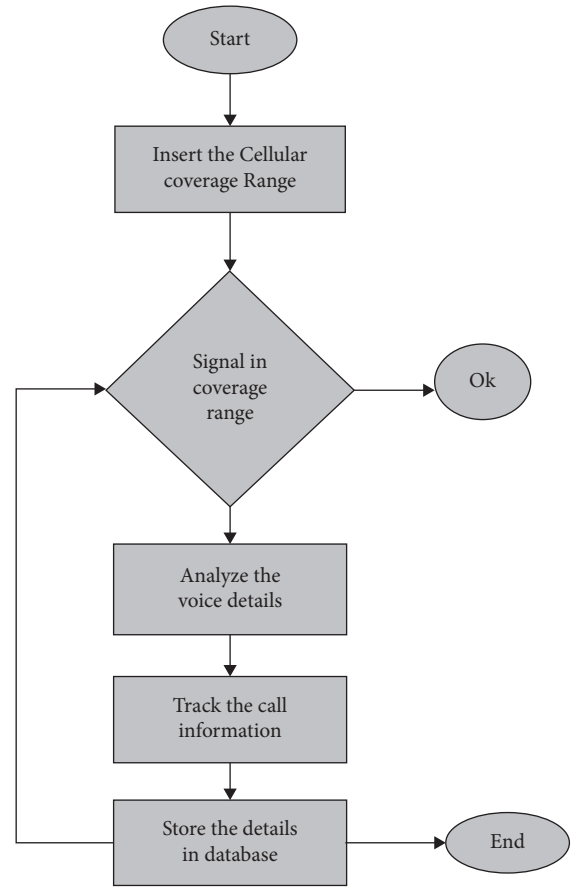 Start
Insert the Cellular
coverage Range
Signal in
coverage
range
Ok
Analyze the
voice details
Track the call
information
Store the details
in database
End